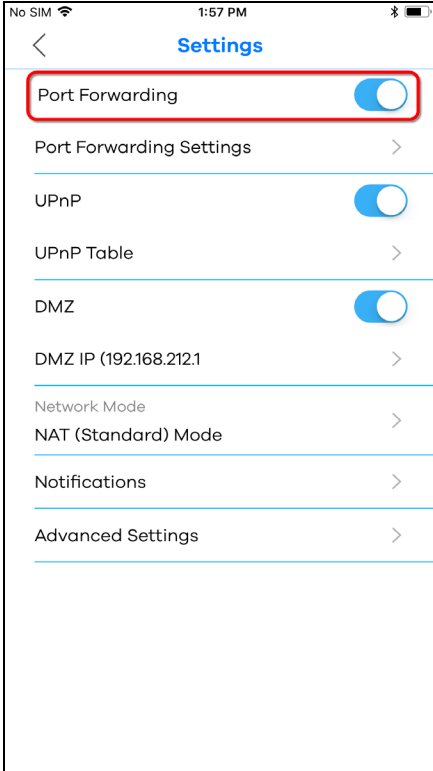 No SIM 1:57 PM
Settings
Port Forwarding
Port Forwarding Settings
UPnP
UPnP Table
DMZ
DMZ IP (192.168.212.1
Network Mode
NAT (Standard) Mode
Notifications
Advanced Settings